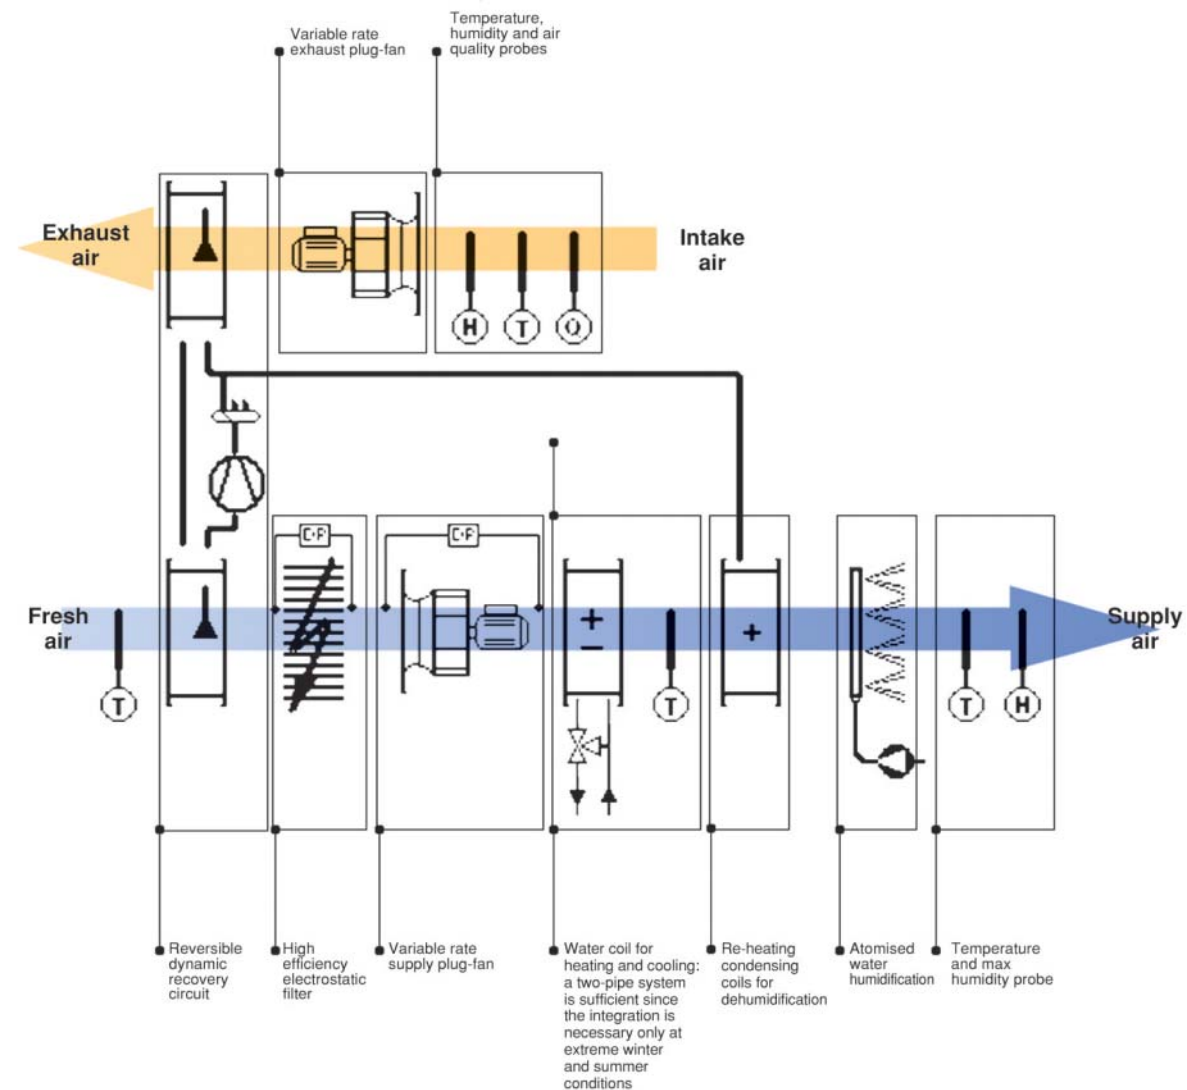 Variable rate
exhaust plug-fan
Temperature,
humidity and air
quality probes
Exhaust
air
Intake
air
H
T
Q
Fresh
air
Supply
air
T
T
T
H
Reversible
dynamic
recovery
circuit
High
efficiency
electrostatic
filter
Variable rate
supply plug-fan
Water coil for
heating and cooling:
a two-pipe system
is sufficient since
the integration is
necessary only at
extreme winter
and summer
conditions
Re-heating
condensing
coils for
dehumidification
Atomised
water
humidification
Temperature
and max
humidity probe